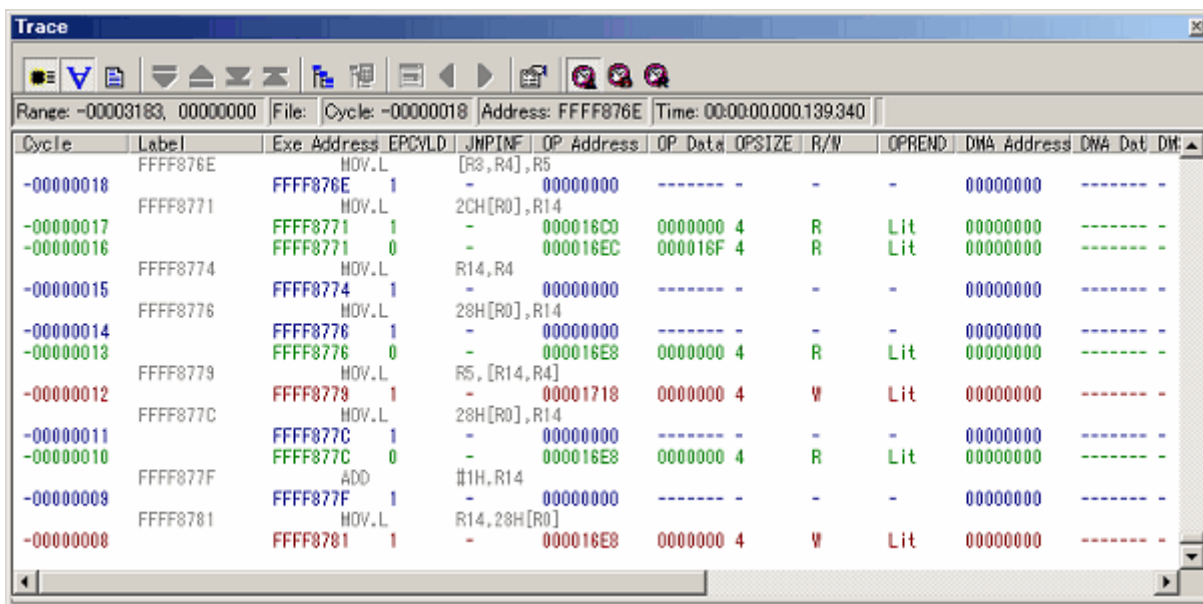 Trace
Range: -00003183, 00000000 File: Cycle: -00000018 Address: FFFF876E Time: 00:00:00.000.139.340
Cycle Label Exe Address EPCVLD JMPINF OP Address OP Data OPSIZE R/W OPREND DMA Address DMA Dat
FFFF876E MOV.L [R3,R4],R5
-00000018 FFFF876E 1 - 00000000 ------- - - - 00000000 ------- -
FFFF8771 MOV.L 2CH[R0],R14
-00000017 FFFF8771 1 - 000016C0 0000000 4 R Lit 00000000 ------- -
-00000016 FFFF8771 0 - 000016EC 000016F 4 R Lit 00000000 ------- -
FFFF8774 MOV.L R14,R4
-00000015 FFFF8774 1 - 00000000 ------- - - - 00000000 ------- -
FFFF8776 MOV.L 28H[R0],R14
-00000014 FFFF8776 1 - 00000000 ------- - - - 00000000 ------- -
-00000013 FFFF8776 0 - 000016E8 0000000 4 R Lit 00000000 ------- -
FFFF8779 MOV.L R5,[R14,R4]
-00000012 FFFF8779 1 - 00001718 0000000 4 W Lit 00000000 ------- -
FFFF877C MOV.L 28H[R0],R14
-00000011 FFFF877C 1 - 00000000 ------- - - - 00000000 ------- -
-00000010 FFFF877C 0 - 000016E8 0000000 4 R Lit 00000000 ------- -
FFFF877F ADD #1H,R14
-00000009 FFFF877F 1 - 00000000 ------- - - - 00000000 ------- -
FFFF8781 MOV.L R14,28H[R0]
-00000008 FFFF8781 1 - 000016E8 0000000 4 W Lit 00000000 ------- -